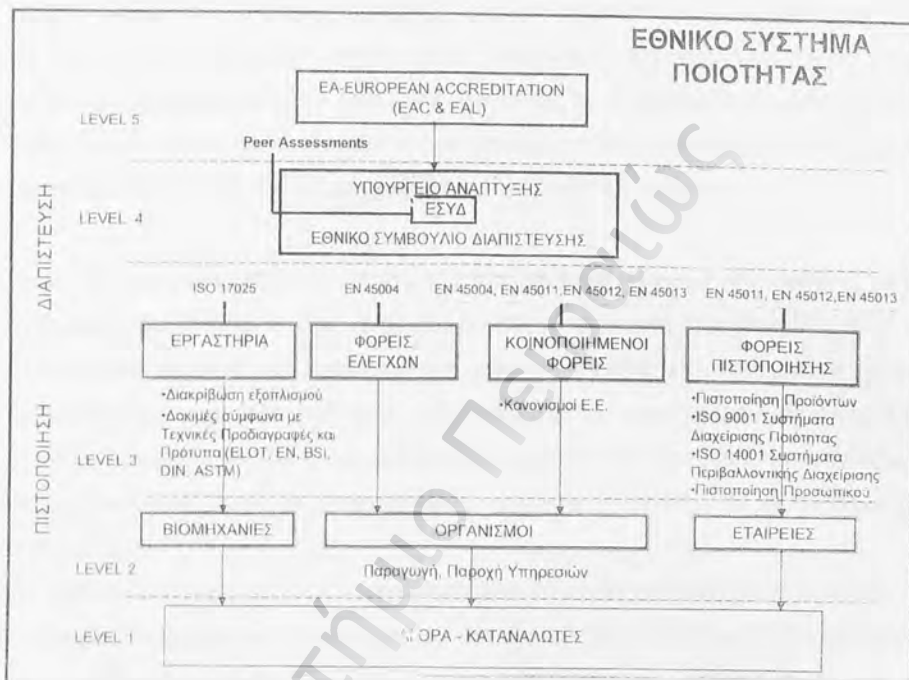 ΕΘΝΙΚΟ ΣΥΣΤΗΜΑ
ΠΟΙΟΤΗΤΑΣ
EA-EUROPEAN ACCREDITATION
(EAC & EAL)
LEVEL 5
Peer Assessments
ΥΠΟΥΡΓΕΙΟ ΑΝΑΠΤΥΞΗΣ
ΕΣΥΔ
ΕΘΝΙΚΟ ΣΥΜΒΟΥΛΙΟ ΔΙΑΠΙΣΤΕΥΣΗΣ
LEVEL 4
ΔΙΑΠΙΣΤΕΥΣΗ
ISO 17025
EN 45004
EN 45004, EN 45011,EN 45012, EN 45013
EN 45011, EN 45012,EN 45013
ΕΡΓΑΣΤΗΡΙΑ
ΦΟΡΕΙΣ
ΕΛΕΓΧΩΝ
ΚΟΙΝΟΠΟΙΗΜΕΝΟΙ
ΦΟΡΕΙΣ
ΦΟΡΕΙΣ
ΠΙΣΤΟΠΟΙΗΣΗΣ
•Διακρίβωση εξοπλισμού
•Δοκιμές σύμφωνα με
Τεχνικές Προδιαγραφές και
Πρότυπα (ELOT, EN, BSI,
DIN, ASTM)
•Κανονισμοί Ε.Ε.
•Πιστοποίηση Προϊόντων
•ISO 9001 Συστήματα
Διαχείρισης Ποιότητας
•ISO 14001 Συστήματα
Περιβαλλοντικής Διαχείρισης
•Πιστοποίηση Προσωπικού
LEVEL 3
ΠΙΣΤΟΠΟΙΗΣΗ
ΒΙΟΜΗΧΑΝΙΕΣ
ΟΡΓΑΝΙΣΜΟΙ
ΕΤΑΙΡΕΙΕΣ
LEVEL 2
Παραγωγή, Παροχή Υπηρεσιών
LEVEL 1
- ΚΑΤΑΝΑΛΩΤΕΣ
Πειραιώς